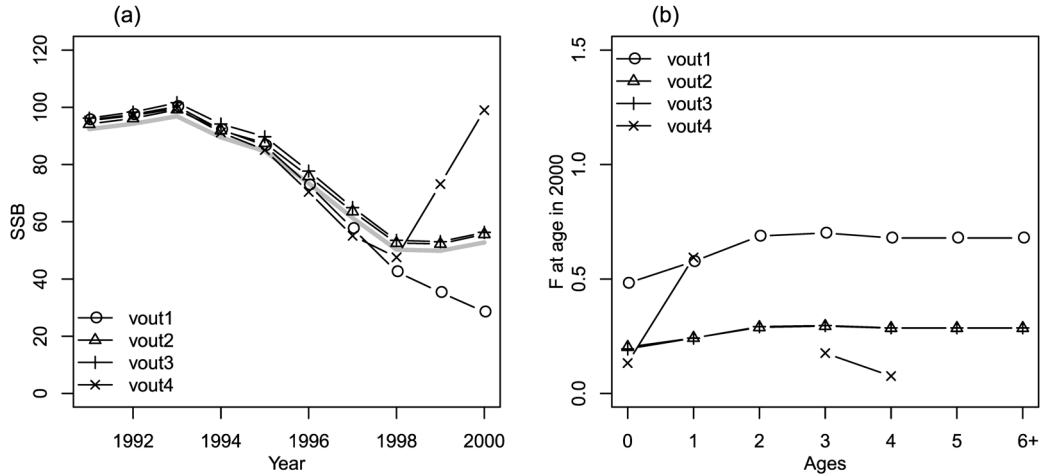 (a)
120
100
80
60
40
20
0
SSB
vout1
vout2
vout3
vout4
1992 1994 1996 1998 2000
Year
(b)
1.5
1.0
0.5
0.0
F at age in 2000
vout1
vout2
vout3
vout4
0 1 2 3 4 5 6+
Ages